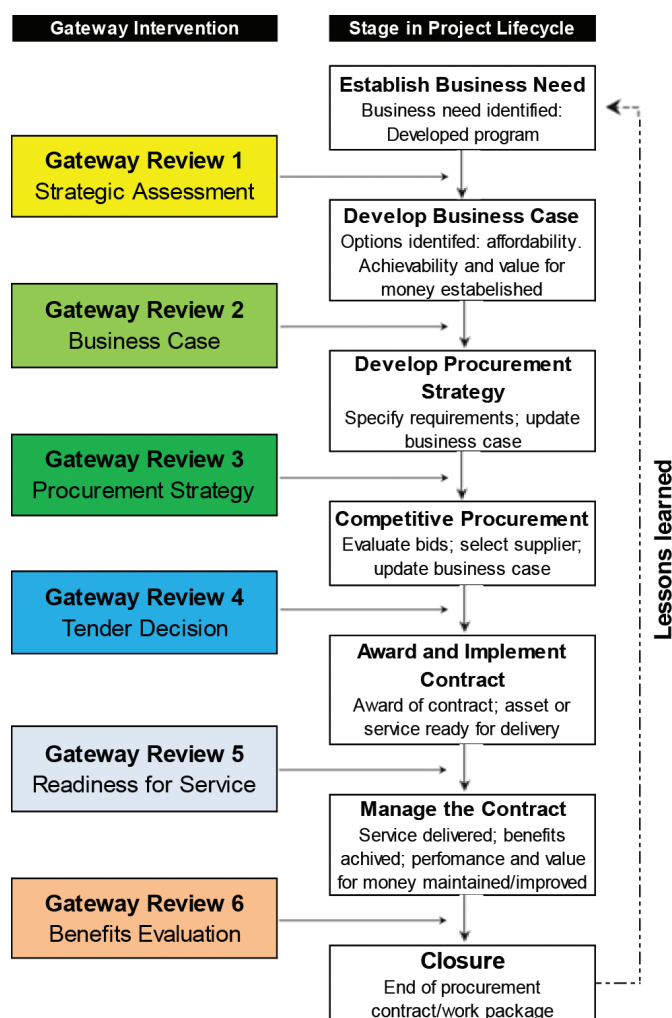 Gateway Intervention
Stage in Project Lifecycle
Establish Business Need
Business need identified:
Developed program
Gateway Review 1
Strategic Assessment
Develop Business Case
Options identifed: affordability.
Achievability and value for
money estabelished
Gateway Review 2
Business Case
Develop Procurement
Strategy
Specify requirements; update
business case
Gateway Review 3
Procurement Strategy
Competitive Procurement
Evaluate bids; select supplier;
update business case
Gateway Review 4
Tender Decision
Award and Implement
Contract
Award of contract; asset or
service ready for delivery
Gateway Review 5
Readiness for Service
Manage the Contract
Service delivered; benefits
achived; perfomance and value
for money maintained/improved
Gateway Review 6
Benefits Evaluation
Closure
End of procurement
contract/work package
Lessons learned